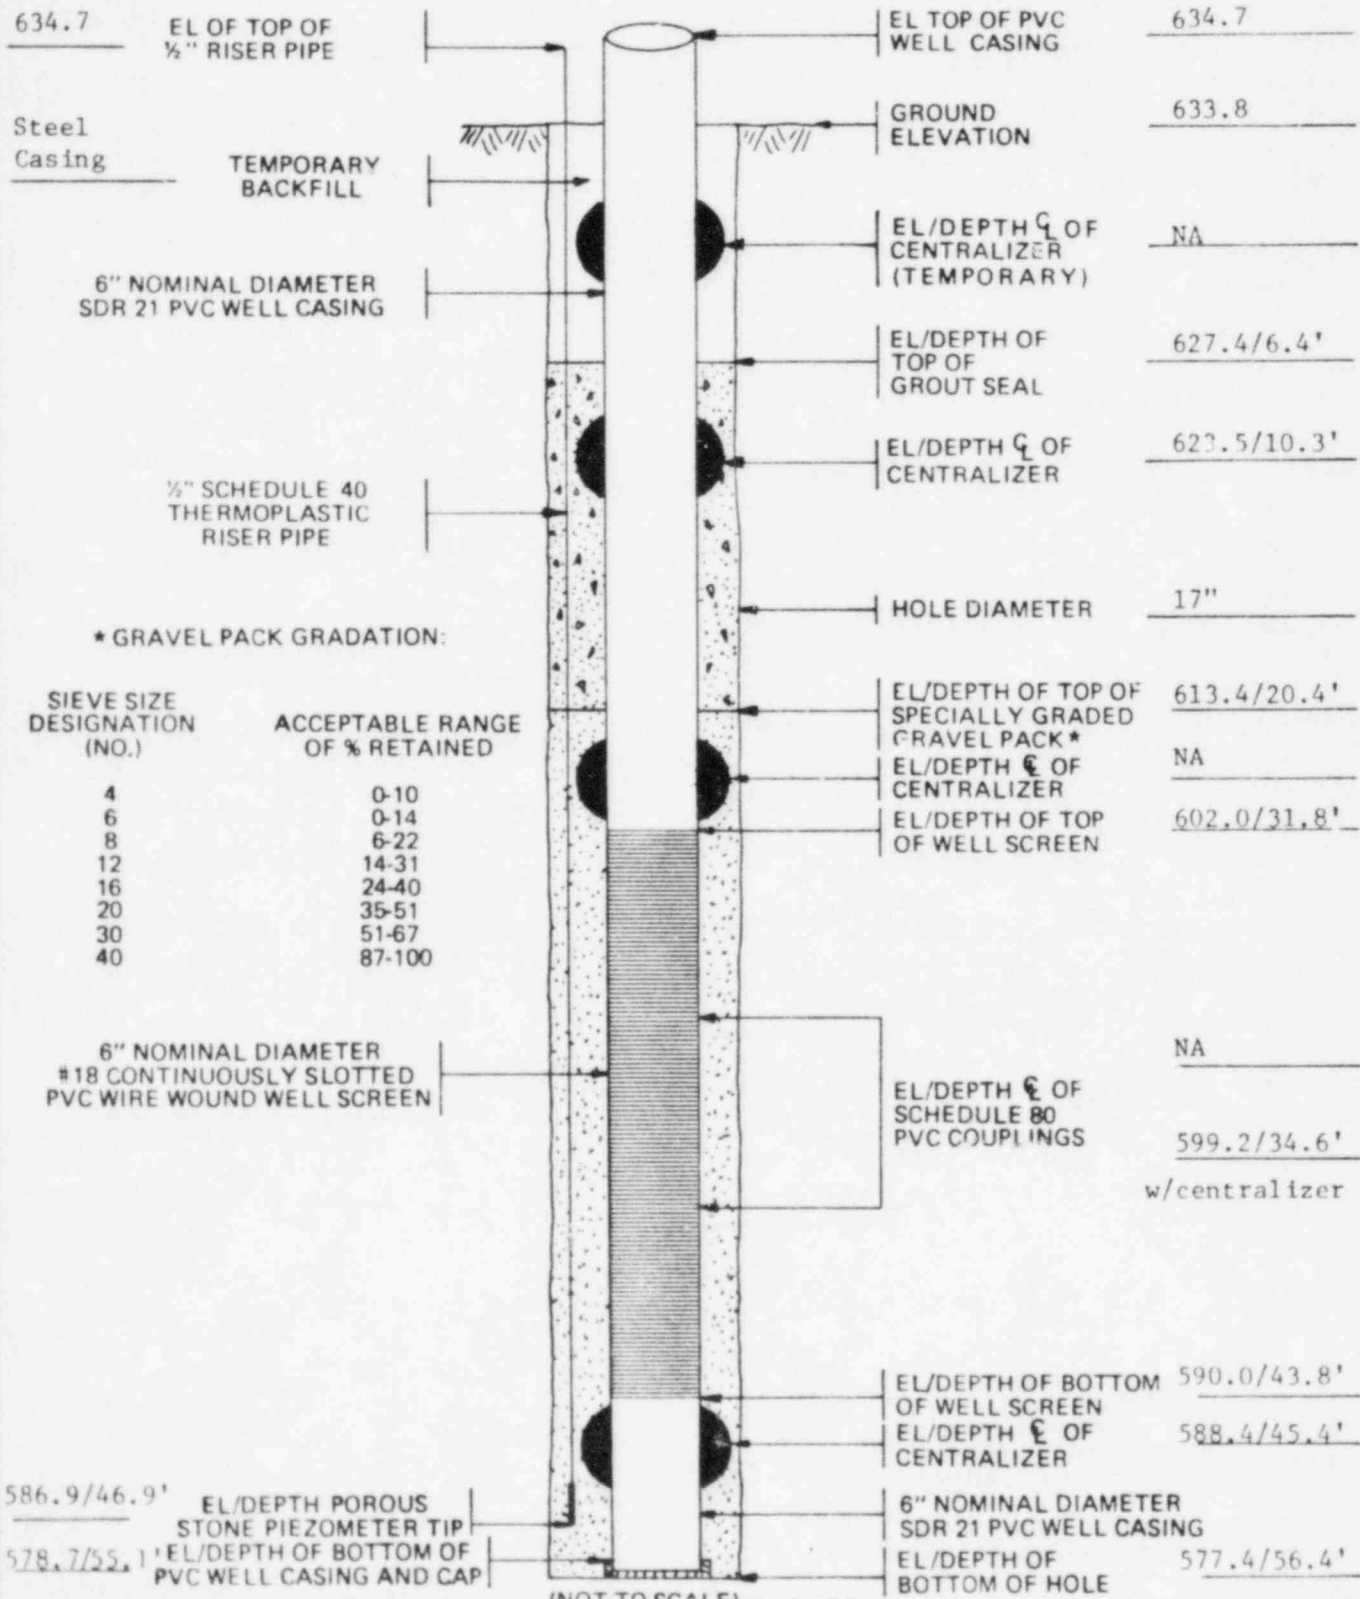 634.7
EL OF TOP OF
½" RISER PIPE
EL TOP OF PVC
WELL CASING
634.7
Steel
Casing
TEMPORARY
BACKFILL
GROUND
ELEVATION
633.8
EL/DEPTH ℄ OF
CENTRALIZER
(TEMPORARY)
NA
6" NOMINAL DIAMETER
SDR 21 PVC WELL CASING
EL/DEPTH OF
TOP OF
GROUT SEAL
627.4/6.4'
EL/DEPTH ℄ OF
CENTRALIZER
623.5/10.3'
½" SCHEDULE 40
THERMOPLASTIC
RISER PIPE
HOLE DIAMETER
17"
* GRAVEL PACK GRADATION:
SIEVE SIZE
DESIGNATION
(NO.)
ACCEPTABLE RANGE
OF % RETAINED
4 0-10
6 0-14
8 6-22
12 14-31
16 24-40
20 35-51
30 51-67
40 87-100
EL/DEPTH OF TOP OF
SPECIALLY GRADED
GRAVEL PACK *
613.4/20.4'
EL/DEPTH ℄ OF
CENTRALIZER
NA
EL/DEPTH OF TOP
OF WELL SCREEN
602.0/31.8'
6" NOMINAL DIAMETER
#18 CONTINUOUSLY SLOTTED
PVC WIRE WOUND WELL SCREEN
EL/DEPTH ℄ OF
SCHEDULE 80
PVC COUPLINGS
NA
599.2/34.6'
w/centralizer
EL/DEPTH OF BOTTOM
OF WELL SCREEN
590.0/43.8'
EL/DEPTH ℄ OF
CENTRALIZER
588.4/45.4'
586.9/46.9'
EL/DEPTH POROUS
STONE PIEZOMETER TIP
6" NOMINAL DIAMETER
SDR 21 PVC WELL CASING
578.7/55.1'
EL/DEPTH OF BOTTOM OF
PVC WELL CASING AND CAP
EL/DEPTH OF
BOTTOM OF HOLE
577.4/56.4'
(NOT TO SCALE)